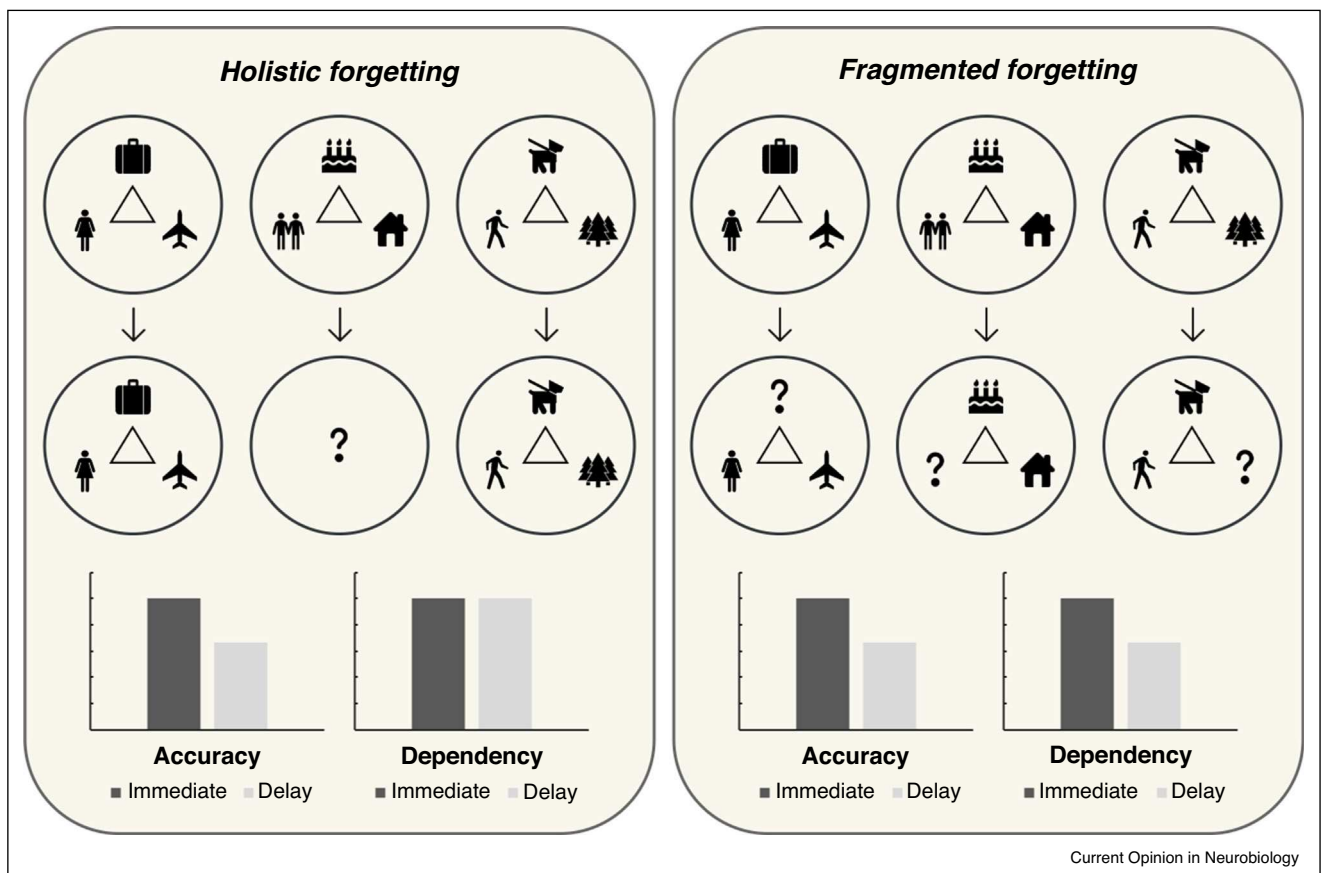 Holistic forgetting
?
Accuracy
Immediate Delay
Dependency
Immediate Delay
Fragmented forgetting
?
?
?
Accuracy
Immediate Delay
Dependency
Immediate Delay
Current Opinion in Neurobiology